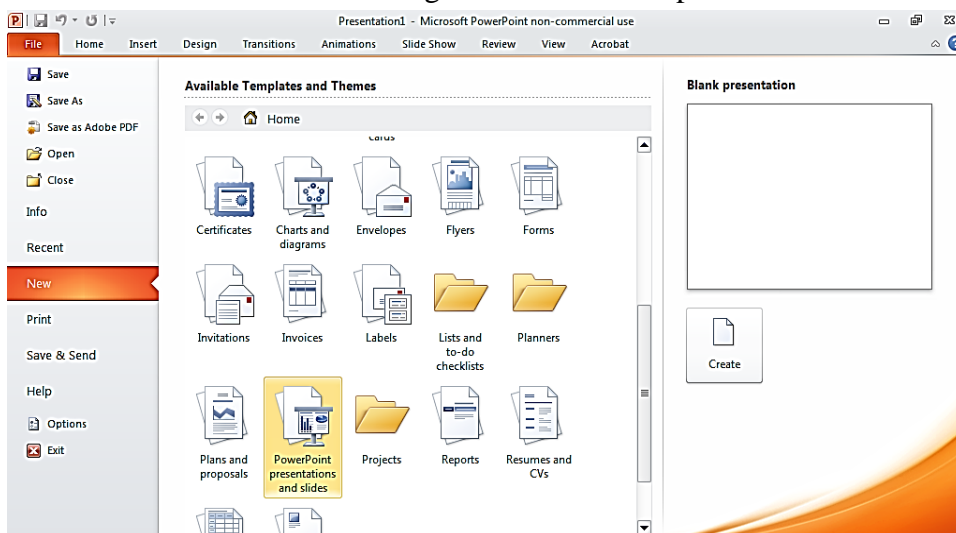 Presentation1 - Microsoft PowerPoint non-commercial use
File Home Insert Design Transitions Animations Slide Show Review View Acrobat
Save
Save As
Save as Adobe PDF
Open
Close
Info
Recent
New
Print
Save & Send
Help
Options
Exit
Available Templates and Themes
Home
cards
Certificates
Charts and
diagrams
Envelopes
Flyers
Forms
Invitations
Invoices
Labels
Lists and
to-do
checklists
Planners
Plans and
proposals
PowerPoint
presentations
and slides
Projects
Reports
Resumes and
CVs
Blank presentation
Create